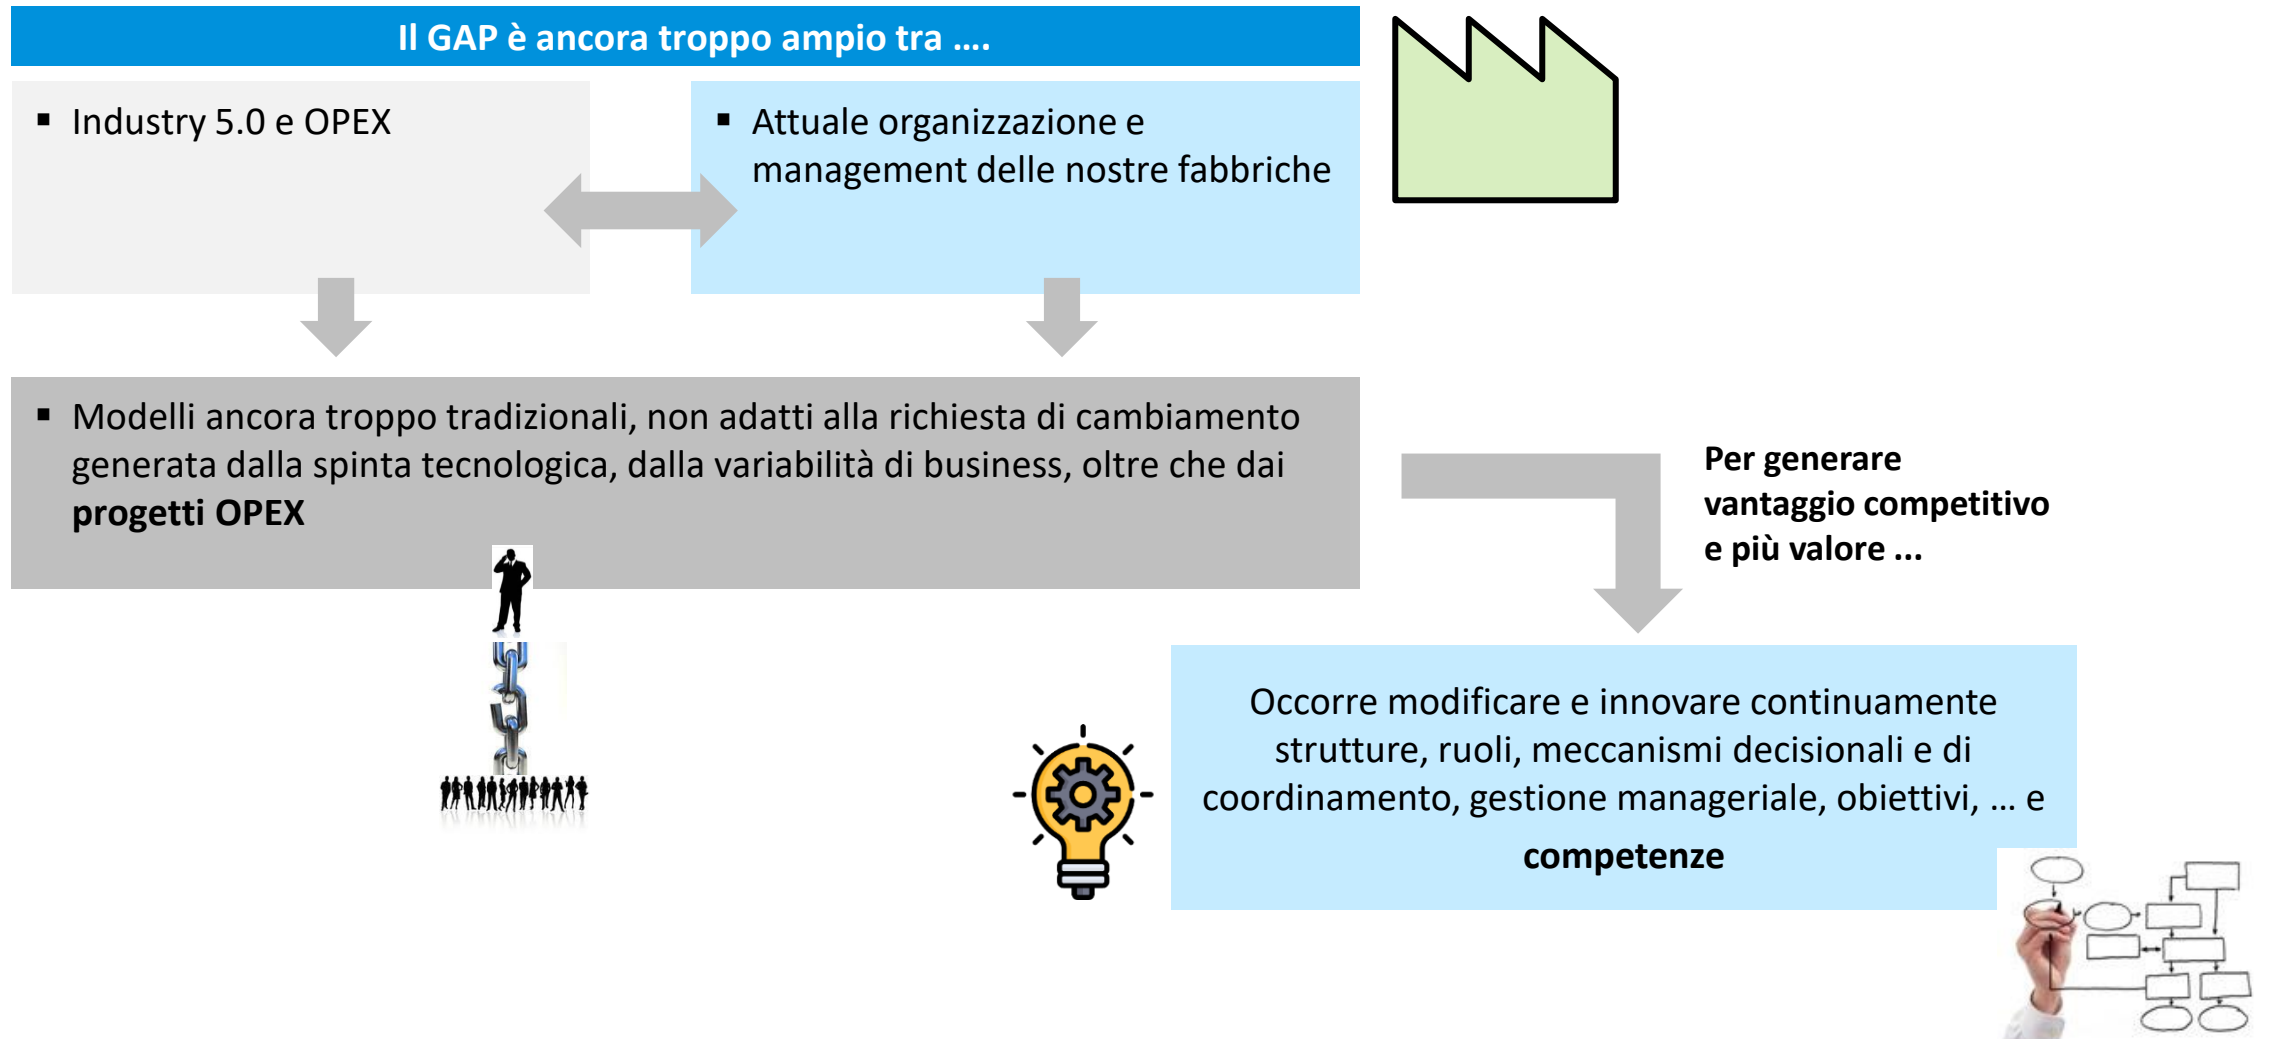 Il GAP è ancora troppo ampio tra ....
▪ Industry 5.0 e OPEX
▪ Attuale organizzazione e
management delle nostre fabbriche
▪ Modelli ancora troppo tradizionali, non adatti alla richiesta di cambiamento
generata dalla spinta tecnologica, dalla variabilità di business, oltre che dai
progetti OPEX
Per generare
vantaggio competitivo
e più valore ...
Occorre modificare e innovare continuamente
strutture, ruoli, meccanismi decisionali e di
coordinamento, gestione manageriale, obiettivi, ... e
competenze